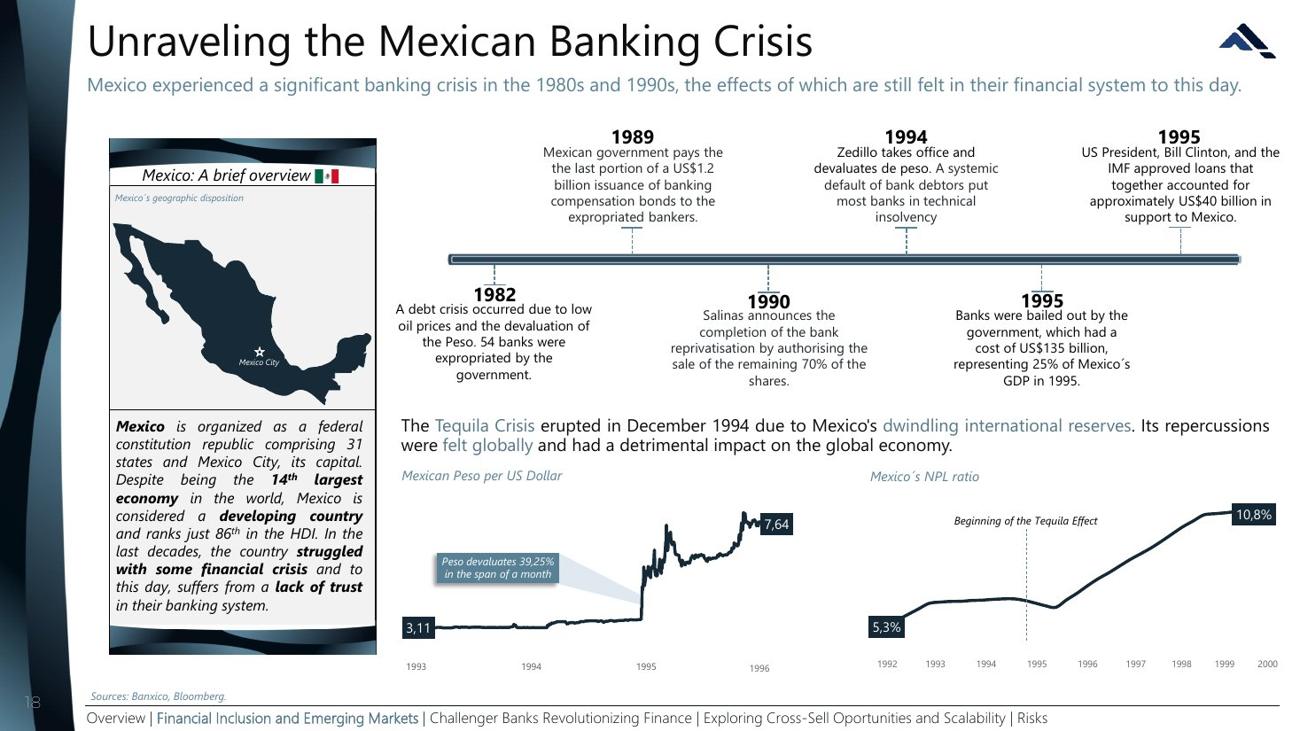 Unraveling the Mexican Banking Crisis
Mexico experienced a significant banking crisis in the 1980s and 1990s, the effects of which are still felt in their financial system to this day.
Mexico: A brief overview
Mexico´s geographic disposition
Mexico City
Mexico is organized as a federal
constitution republic comprising 31
states and Mexico City, its capital.
Despite being the 14th largest
economy in the world, Mexico is
considered a developing country
and ranks just 86th in the HDI. In the
last decades, the country struggled
with some financial crisis and to
this day, suffers from a lack of trust
in their banking system.
1989
Mexican government pays the
the last portion of a US$1.2
billion issuance of banking
compensation bonds to the
expropriated bankers.
1994
Zedillo takes office and
devaluates de peso. A systemic
default of bank debtors put
most banks in technical
insolvency
1995
US President, Bill Clinton, and the
IMF approved loans that
together accounted for
approximately US$40 billion in
support to Mexico.
1982
A debt crisis occurred due to low
oil prices and the devaluation of
the Peso. 54 banks were
expropriated by the
government.
1990
Salinas announces the
completion of the bank
reprivatisation by authorising the
sale of the remaining 70% of the
shares.
1995
Banks were bailed out by the
government, which had a
cost of US$135 billion,
representing 25% of Mexico´s
GDP in 1995.
The Tequila Crisis erupted in December 1994 due to Mexico's dwindling international reserves. Its repercussions
were felt globally and had a detrimental impact on the global economy.
Mexican Peso per US Dollar
7,64
Peso devaluates 39,25%
in the span of a month
3,11
1993 1994 1995 1996
Mexico´s NPL ratio
10,8%
Beginning of the Tequila Effect
5,3%
1992 1993 1994 1995 1996 1997 1998 1999 2000
Sources: Banxico, Bloomberg.
18
Overview | Financial Inclusion and Emerging Markets | Challenger Banks Revolutionizing Finance | Exploring Cross-Sell Oportunities and Scalability | Risks